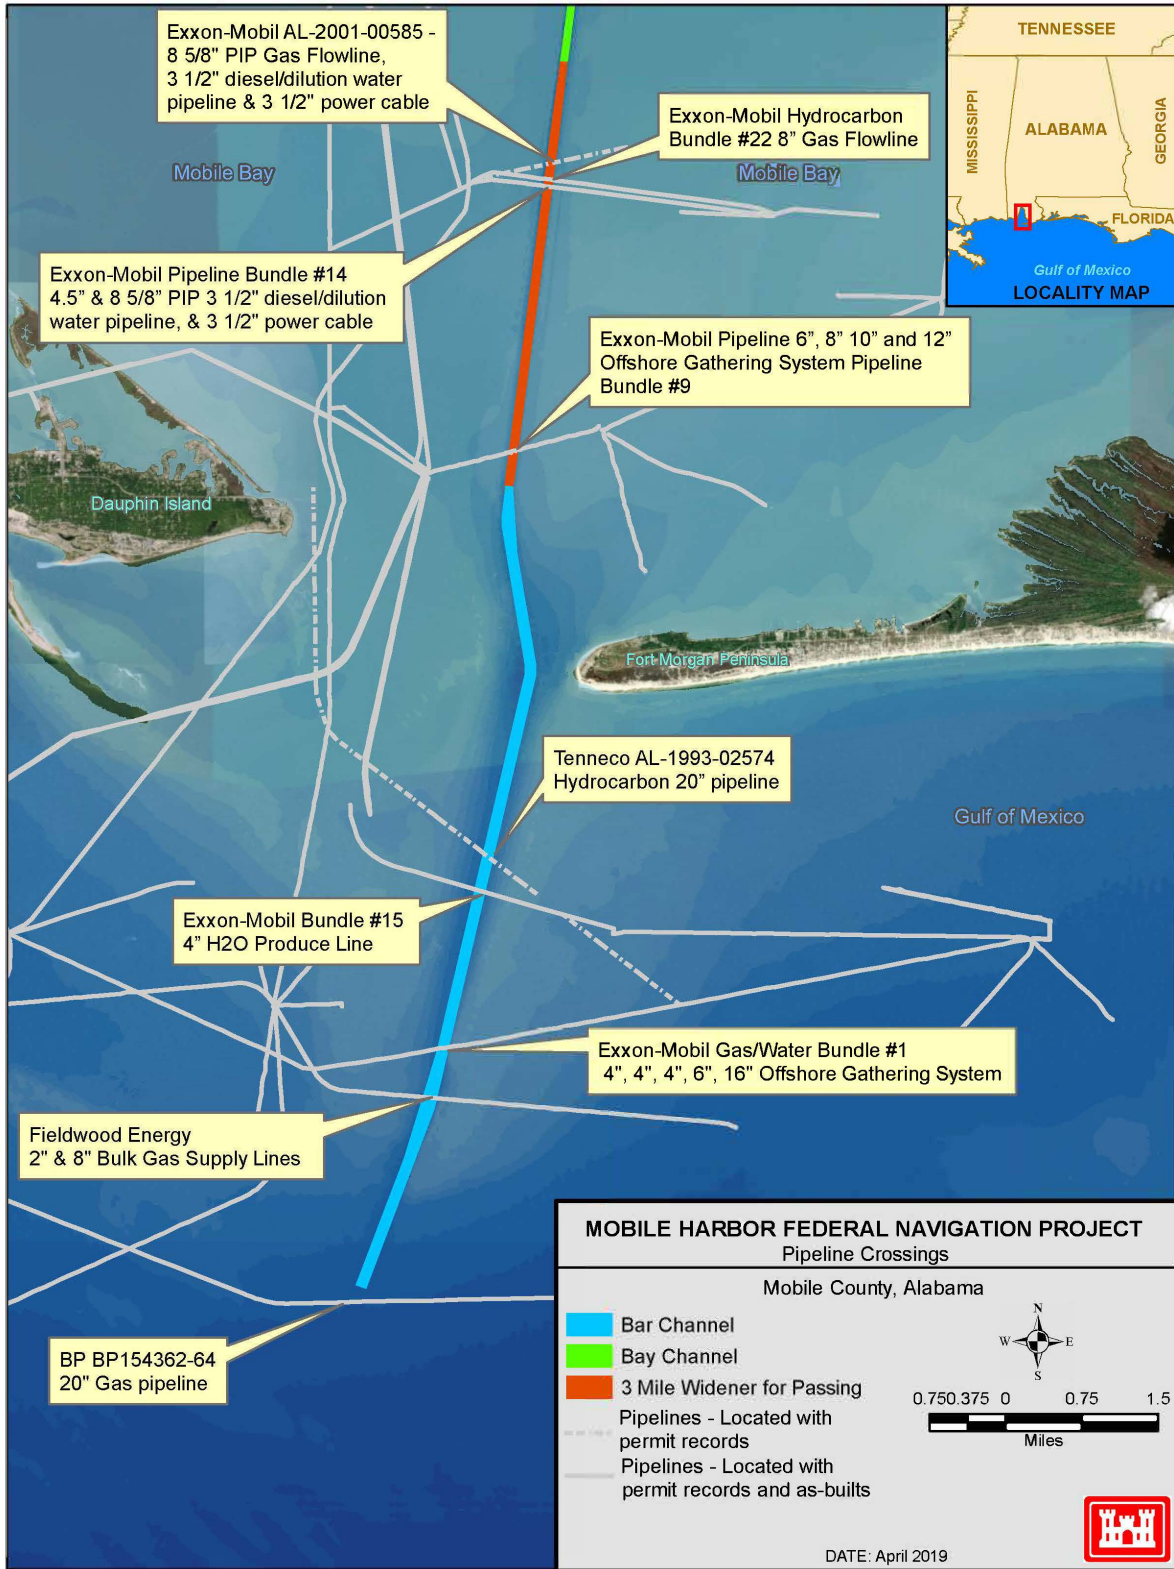 Exxon-Mobil AL-2001-00585 -
8 5/8" PIP Gas Flowline,
3 1/2" diesel/dilution water
pipeline & 3 1/2" power cable
Exxon-Mobil Hydrocarbon
Bundle #22 8” Gas Flowline
TENNESSEE
MISSISSIPPI
ALABAMA
GEORGIA
FLORIDA
Gulf of Mexico
LOCALITY MAP
Mobile Bay
Mobile Bay
Exxon-Mobil Pipeline Bundle #14
4.5” & 8 5/8” PIP 3 1/2" diesel/dilution
water pipeline, & 3 1/2" power cable
Exxon-Mobil Pipeline 6”, 8” 10” and 12”
Offshore Gathering System Pipeline
Bundle #9
Dauphin Island
Fort Morgan Peninsula
Tenneco AL-1993-02574
Hydrocarbon 20” pipeline
Gulf of Mexico
Exxon-Mobil Bundle #15
4” H2O Produce Line
Exxon-Mobil Gas/Water Bundle #1
4", 4", 4", 6", 16" Offshore Gathering System
Fieldwood Energy
2" & 8" Bulk Gas Supply Lines
BP BP154362-64
20" Gas pipeline
MOBILE HARBOR FEDERAL NAVIGATION PROJECT
Pipeline Crossings
Mobile County, Alabama
Bar Channel
Bay Channel
3 Mile Widener for Passing
Pipelines - Located with
permit records
Pipelines - Located with
permit records and as-builts
N
W E
S
0.75 0.375 0 0.75 1.5
Miles
DATE: April 2019